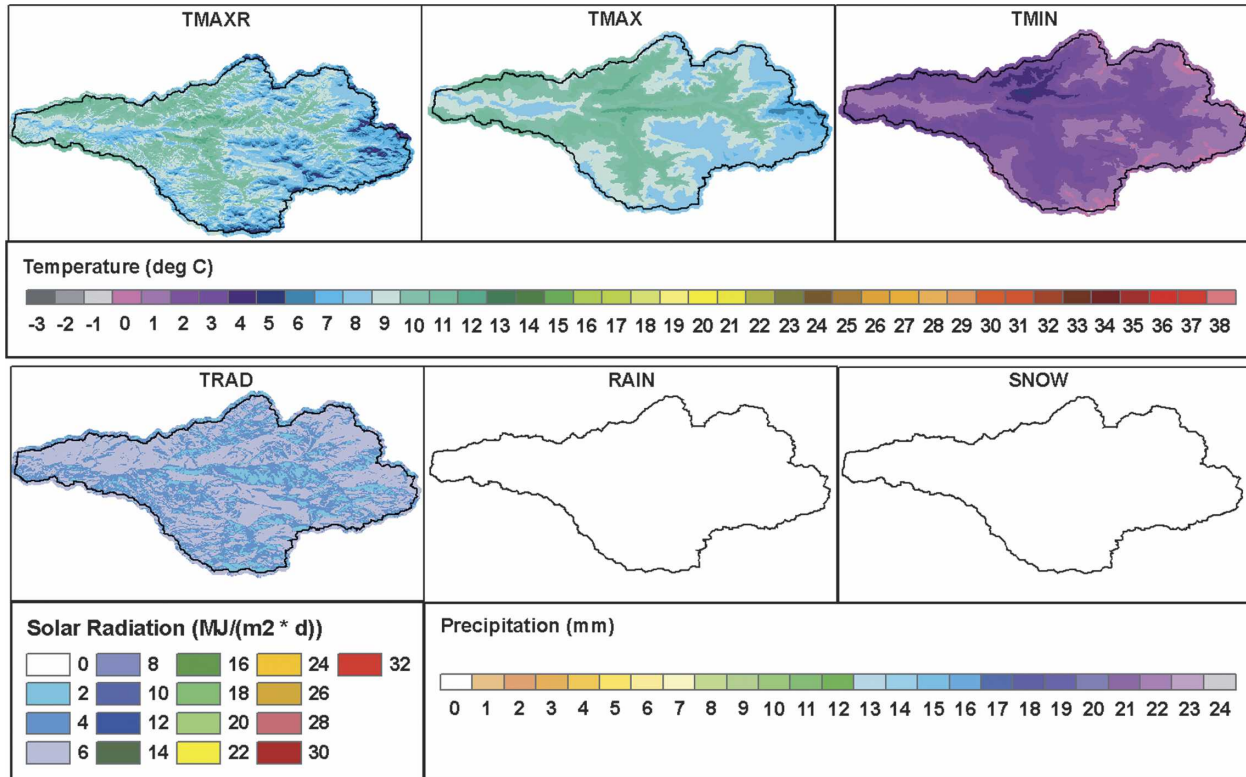 TMAXR TMAX TMIN
Temperature (deg C)
-3 -2 -1 0 1 2 3 4 5 6 7 8 9 10 11 12 13 14 15 16 17 18 19 20 21 22 23 24 25 26 27 28 29 30 31 32 33 34 35 36 37 38
TRAD RAIN SNOW
Solar Radiation (MJ/(m2 * d))
0 8 16 24 32
2 10 18 26
4 12 20 28
6 14 22 30
Precipitation (mm)
0 1 2 3 4 5 6 7 8 9 10 11 12 13 14 15 16 17 18 19 20 21 22 23 24